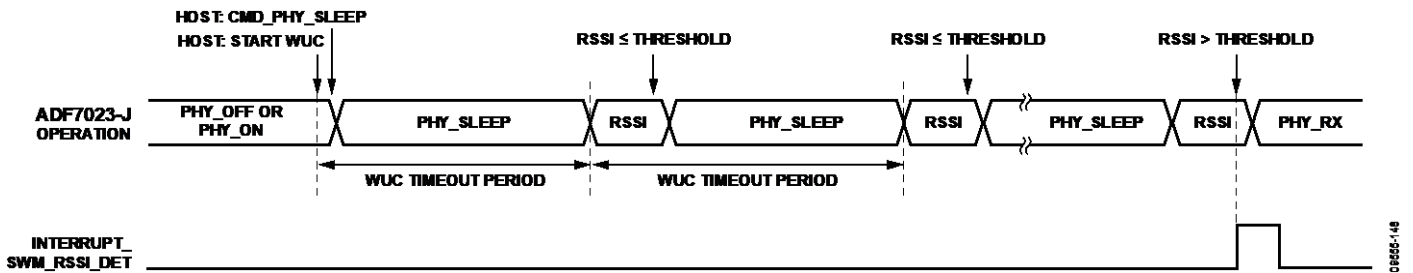 HOST: CMD_PHY_SLEEP
HOST: START WUC
RSSI ≤ THRESHOLD
RSSI ≤ THRESHOLD
RSSI > THRESHOLD
ADF7023-J
OPERATION
PHY_OFF OR
PHY_ON
PHY_SLEEP
RSSI
PHY_SLEEP
RSSI
PHY_SLEEP
RSSI
PHY_RX
WUC TIMEOUT PERIOD
WUC TIMEOUT PERIOD
INTERRUPT_
SWM_RSSI_DET
09555-148